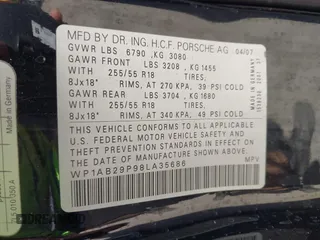 MFD BY DR. ING. H.C.F. PORSCHE AG 04/07
GVWR LBS 6790 ,KG 3080
GAWR FRONT LBS 3208 ,KG 1455
WITH 255/55 R18 TIRES,
8Jx18" RIMS, AT 270 KPA, 39 PSI COLD
GAWR REAR LBS 3704 ,KG 1680
WITH 255/55 R18 TIRES,
8Jx18" RIMS, AT 340 KPA, 49 PSI COLD
THIS VEHICLE CONFORMS TO ALL APPLICABLE
U.S. FEDERAL MOTOR VEHICLE SAFETY AND
THEFT PREVENTION STANDARDS IN EFFECT ON
THE DATE OF MANUFACTURE SHOWN ABOVE.
WP1AB29P98LA35686 MPV